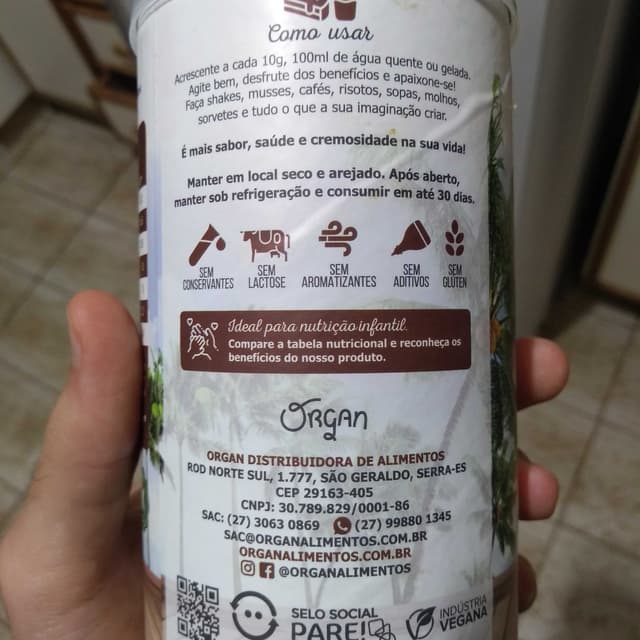 Como usar
Acrescente a cada 10g, 100ml de água quente ou gelada.
Agite bem, desfrute dos benefícios e apaixone-se!
Faça shakes, musses, cafés, risotos, sopas, molhos,
sorvetes e tudo o que a sua imaginação criar.
É mais sabor, saúde e cremosidade na sua vida!
Manter em local seco e arejado. Após aberto,
manter sob refrigeração e consumir em até 30 dias.
SEM
CONSERVANTES
SEM
LACTOSE
SEM
AROMATIZANTES
SEM
ADITIVOS
SEM
GLÚTEN
Ideal para nutrição infantil.
Compare a tabela nutricional e reconheça os
benefícios do nosso produto.
ORGAN
ORGAN DISTRIBUIDORA DE ALIMENTOS
ROD NORTE SUL, 1.777, SÃO GERALDO, SERRA-ES
CEP 29163-405
CNPJ: 30.789.829/0001-86
SAC: (27) 3063 0869 (27) 99880 1345
SAC@ORGANALIMENTOS.COM.BR
ORGANALIMENTOS.COM.BR
@ORGANALIMENTOS
SELO SOCIAL
PARE!
INDÚSTRIA
VEGANA